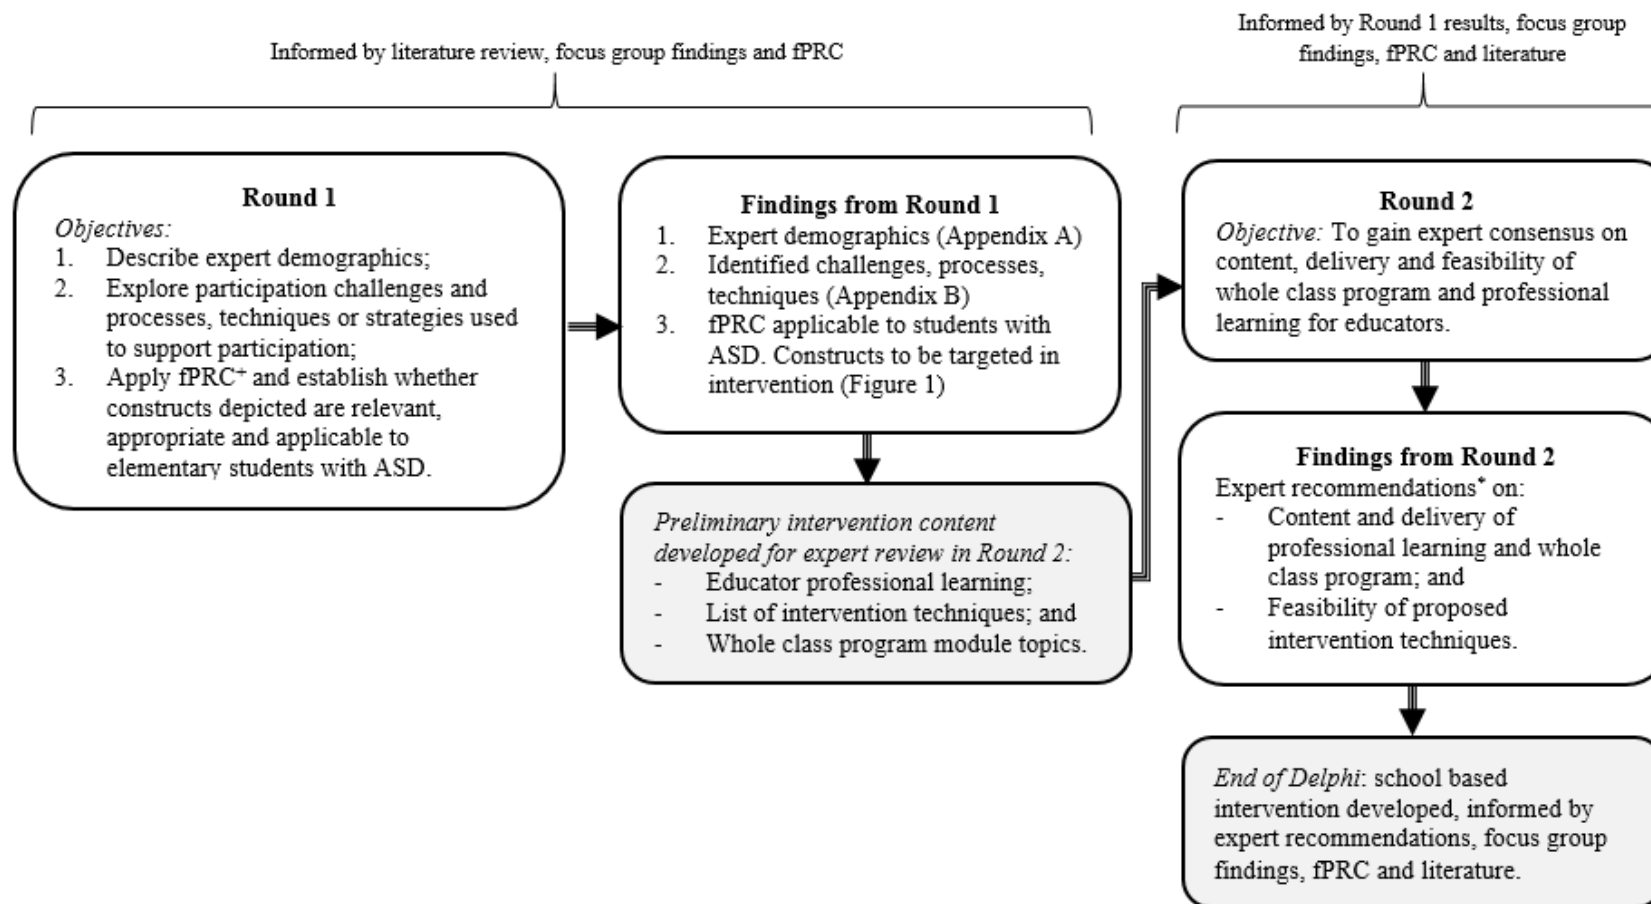 Informed by literature review, focus group findings and fPRC
Informed by Round 1 results, focus group
findings, fPRC and literature
Round 1
Objectives:
1. Describe expert demographics;
2. Explore participation challenges and
processes, techniques or strategies used
to support participation;
3. Apply fPRC⁺ and establish whether
constructs depicted are relevant,
appropriate and applicable to
elementary students with ASD.
Findings from Round 1
1. Expert demographics (Appendix A)
2. Identified challenges, processes,
techniques (Appendix B)
3. fPRC applicable to students with
ASD. Constructs to be targeted in
intervention (Figure 1)
Preliminary intervention content
developed for expert review in Round 2:
- Educator professional learning;
- List of intervention techniques; and
- Whole class program module topics.
Round 2
Objective: To gain expert consensus on
content, delivery and feasibility of
whole class program and professional
learning for educators.
Findings from Round 2
Expert recommendations* on:
- Content and delivery of
professional learning and whole
class program; and
- Feasibility of proposed
intervention techniques.
End of Delphi: school based
intervention developed, informed by
expert recommendations, focus group
findings, fPRC and literature.